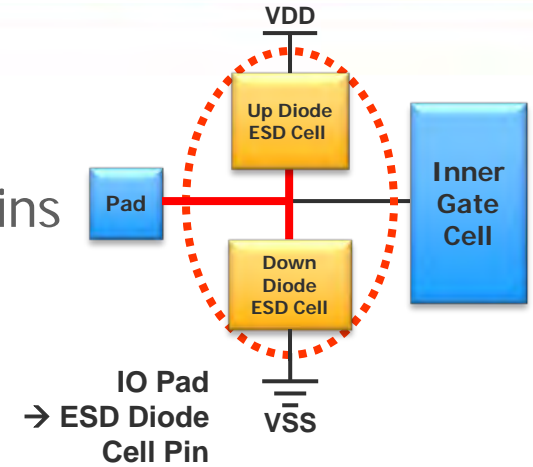 VDD
Up Diode
ESD Cell
ins
Pad
Inner
Gate
Cell
Down
Diode
ESD Cell
IO Pad
→ ESD Diode
Cell Pin
VSS